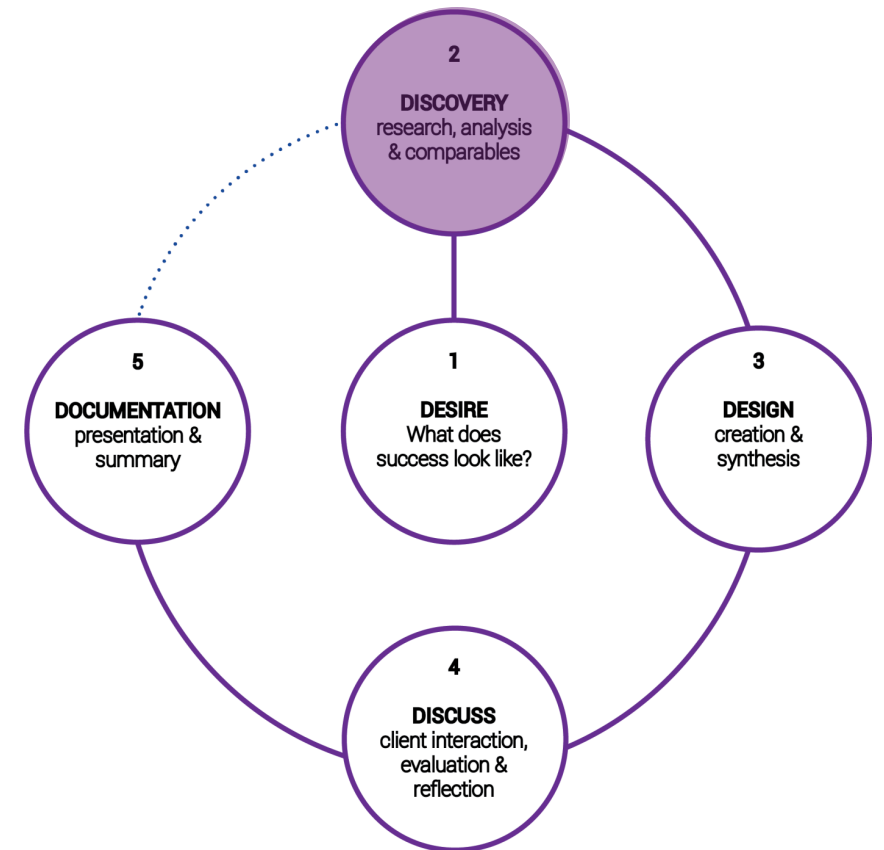 1
DESIRE
What does
success look like?
2
DISCOVERY
research, analysis
& comparables
3
DESIGN
creation &
synthesis
4
DISCUSS
client interaction,
evaluation &
reflection
5
DOCUMENTATION
presentation &
summary